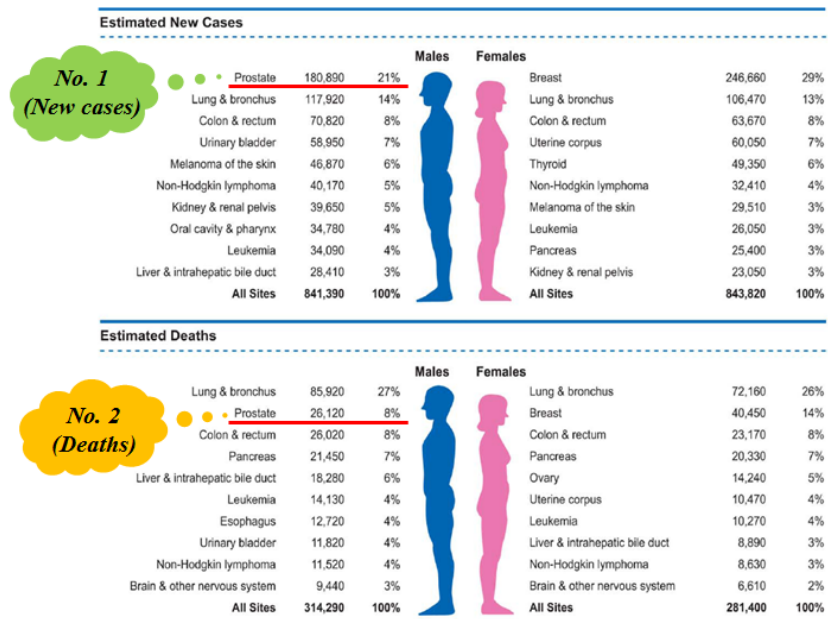 Estimated New Cases
Males Females
No. 1
(New cases)
Prostate 180,890 21% Breast 246,660 29%
Lung & bronchus 117,920 14% Lung & bronchus 106,470 13%
Colon & rectum 70,820 8% Colon & rectum 63,670 8%
Urinary bladder 58,950 7% Uterine corpus 60,050 7%
Melanoma of the skin 46,870 6% Thyroid 49,350 6%
Non-Hodgkin lymphoma 40,170 5% Non-Hodgkin lymphoma 32,410 4%
Kidney & renal pelvis 39,650 5% Melanoma of the skin 29,510 3%
Oral cavity & pharynx 34,780 4% Leukemia 26,050 3%
Leukemia 34,090 4% Pancreas 25,400 3%
Liver & intrahepatic bile duct 28,410 3% Kidney & renal pelvis 23,050 3%
All Sites 841,390 100% All Sites 843,820 100%
Estimated Deaths
Males Females
Lung & bronchus 85,920 27% Lung & bronchus 72,160 26%
No. 2
(Deaths)
Prostate 26,120 8% Breast 40,450 14%
Colon & rectum 26,020 8% Colon & rectum 23,170 8%
Pancreas 21,450 7% Pancreas 20,330 7%
Liver & intrahepatic bile duct 18,280 6% Ovary 14,240 5%
Leukemia 14,130 4% Uterine corpus 10,470 4%
Esophagus 12,720 4% Leukemia 10,270 4%
Urinary bladder 11,820 4% Liver & intrahepatic bile duct 8,890 3%
Non-Hodgkin lymphoma 11,520 4% Non-Hodgkin lymphoma 8,630 3%
Brain & other nervous system 9,440 3% Brain & other nervous system 6,610 2%
All Sites 314,290 100% All Sites 281,400 100%